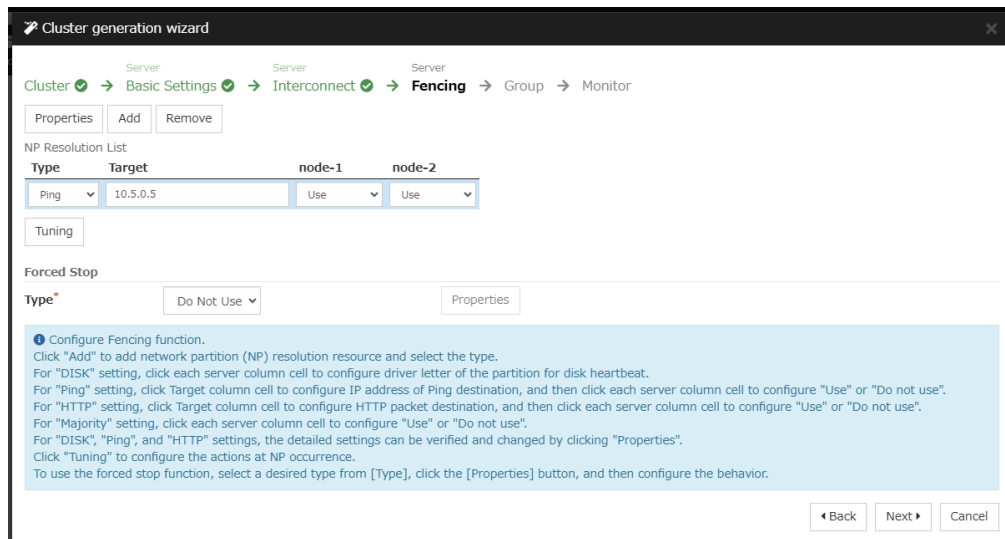 Cluster generation wizard
Server Server Server
Cluster → Basic Settings → Interconnect → Fencing → Group → Monitor
Properties Add Remove
NP Resolution List
Type Target node-1 node-2
Ping 10.5.0.5 Use Use
Tuning
Forced Stop
Type* Do Not Use Properties
Configure Fencing function.
Click "Add" to add network partition (NP) resolution resource and select the type.
For "DISK" setting, click each server column cell to configure driver letter of the partition for disk heartbeat.
For "Ping" setting, click Target column cell to configure IP address of Ping destination, and then click each server column cell to configure "Use" or "Do not use".
For "HTTP" setting, click Target column cell to configure HTTP packet destination, and then click each server column cell to configure "Use" or "Do not use".
For "Majority" setting, click each server column cell to configure "Use" or "Do not use".
For "DISK", "Ping", and "HTTP" settings, the detailed settings can be verified and changed by clicking "Properties".
Click "Tuning" to configure the actions at NP occurrence.
To use the forced stop function, select a desired type from [Type], click the [Properties] button, and then configure the behavior.
Back Next Cancel